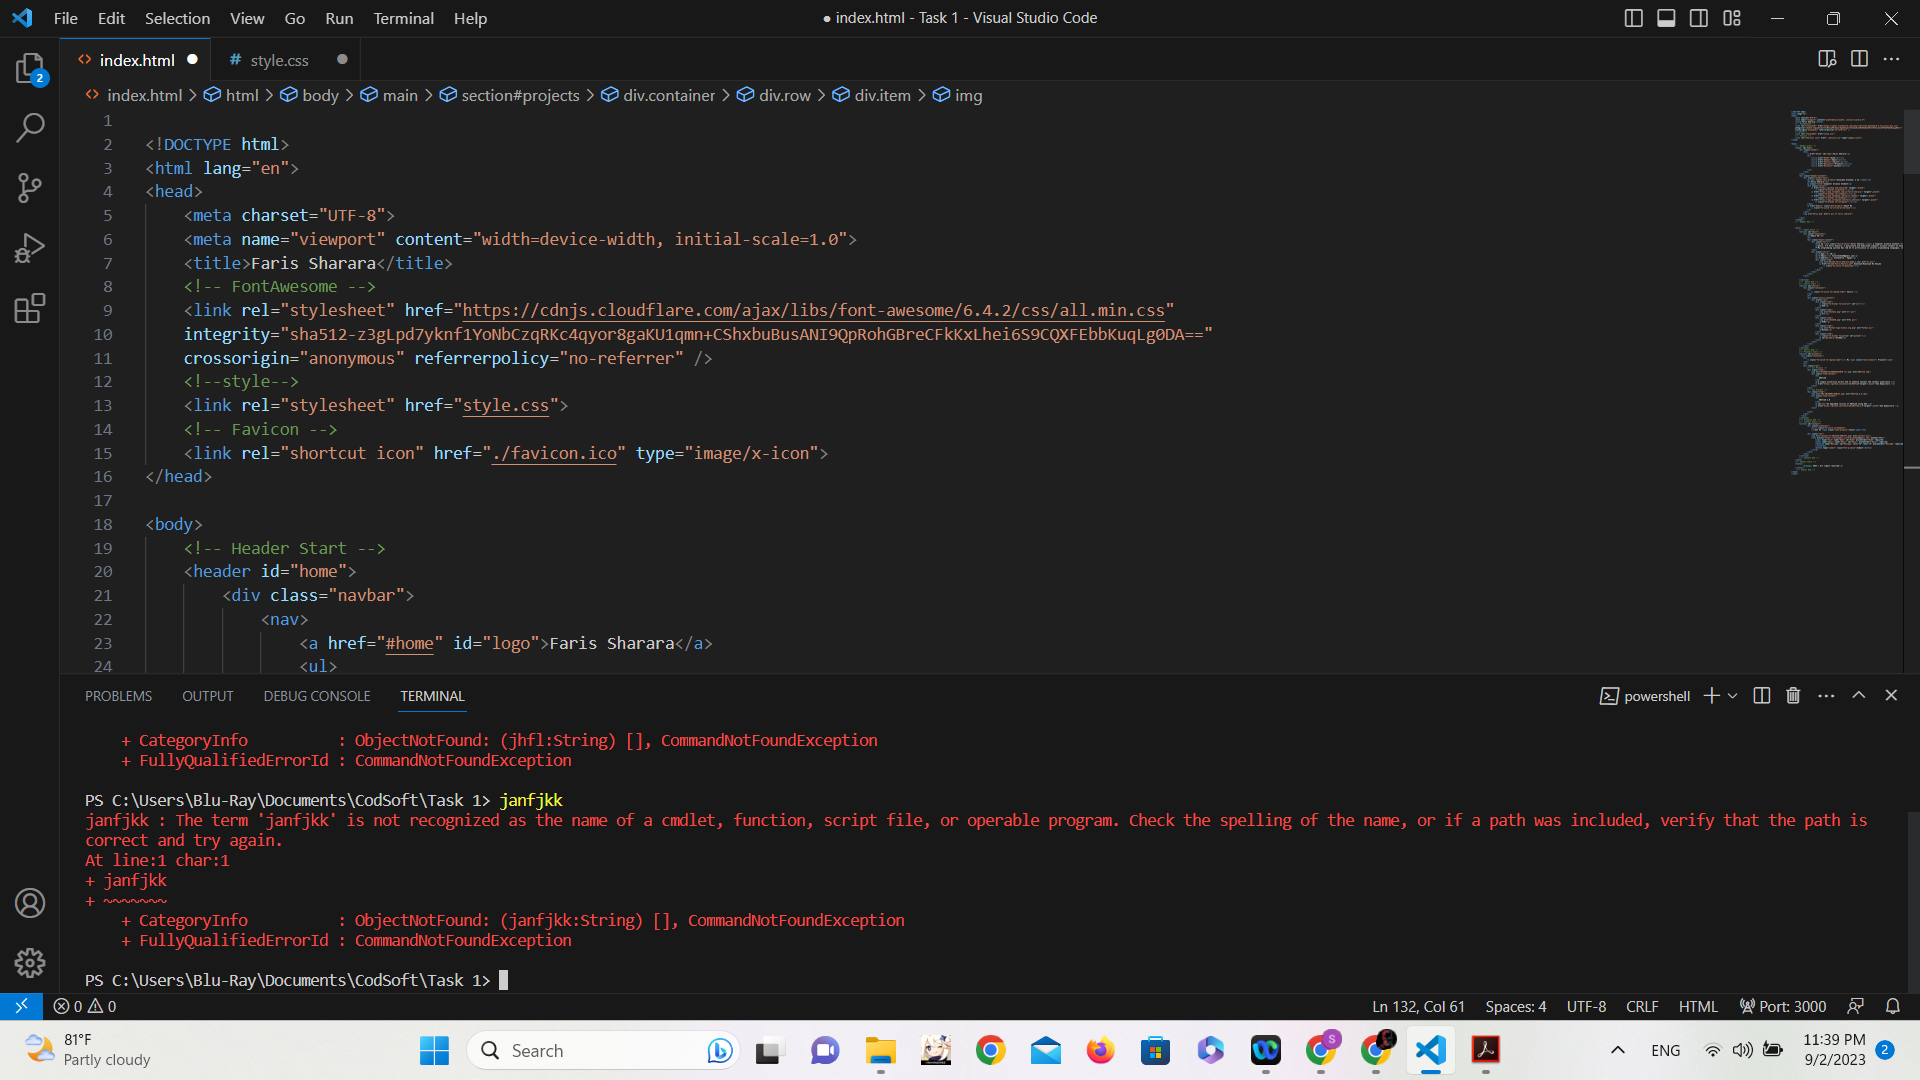 File Edit Selection View Go Run Terminal Help
● index.html - Task 1 - Visual Studio Code
index.html
# style.css
index.html > html > body > main > section#projects > div.container > div.row > div.item > img
1
2 <!DOCTYPE html>
3 <html lang="en">
4 <head>
5 <meta charset="UTF-8">
6 <meta name="viewport" content="width=device-width, initial-scale=1.0">
7 <title>Faris Sharara</title>
8 <!-- FontAwesome -->
9 <link rel="stylesheet" href="https://cdnjs.cloudflare.com/ajax/libs/font-awesome/6.4.2/css/all.min.css"
10 integrity="sha512-z3gLpd7yknf1YoNbCzqRKc4qyor8gaKU1qmn+CShxbuBusANI9QpRohGBreCFkKxLhei6S9CQXFEbbKuqLg0DA=="
11 crossorigin="anonymous" referrerpolicy="no-referrer" />
12 <!--style-->
13 <link rel="stylesheet" href="style.css">
14 <!-- Favicon -->
15 <link rel="shortcut icon" href="./favicon.ico" type="image/x-icon">
16 </head>
17
18 <body>
19 <!-- Header Start -->
20 <header id="home">
21 <div class="navbar">
22 <nav>
23 <a href="#home" id="logo">Faris Sharara</a>
24 <ul>
PROBLEMS OUTPUT DEBUG CONSOLE TERMINAL
powershell
+ CategoryInfo : ObjectNotFound: (jhfl:String) [], CommandNotFoundException
+ FullyQualifiedErrorId : CommandNotFoundException
PS C:\Users\Blu-Ray\Documents\CodSoft\Task 1> janfjkk
janfjkk : The term 'janfjkk' is not recognized as the name of a cmdlet, function, script file, or operable program. Check the spelling of the name, or if a path was included, verify that the path is
correct and try again.
At line:1 char:1
+ janfjkk
+ ~~~~~~~
+ CategoryInfo : ObjectNotFound: (janfjkk:String) [], CommandNotFoundException
+ FullyQualifiedErrorId : CommandNotFoundException
PS C:\Users\Blu-Ray\Documents\CodSoft\Task 1>
2
0 0
Ln 132, Col 61 Spaces: 4 UTF-8 CRLF HTML Port: 3000
81°F
Partly cloudy
Search
S
ENG
11:39 PM
9/2/2023
2